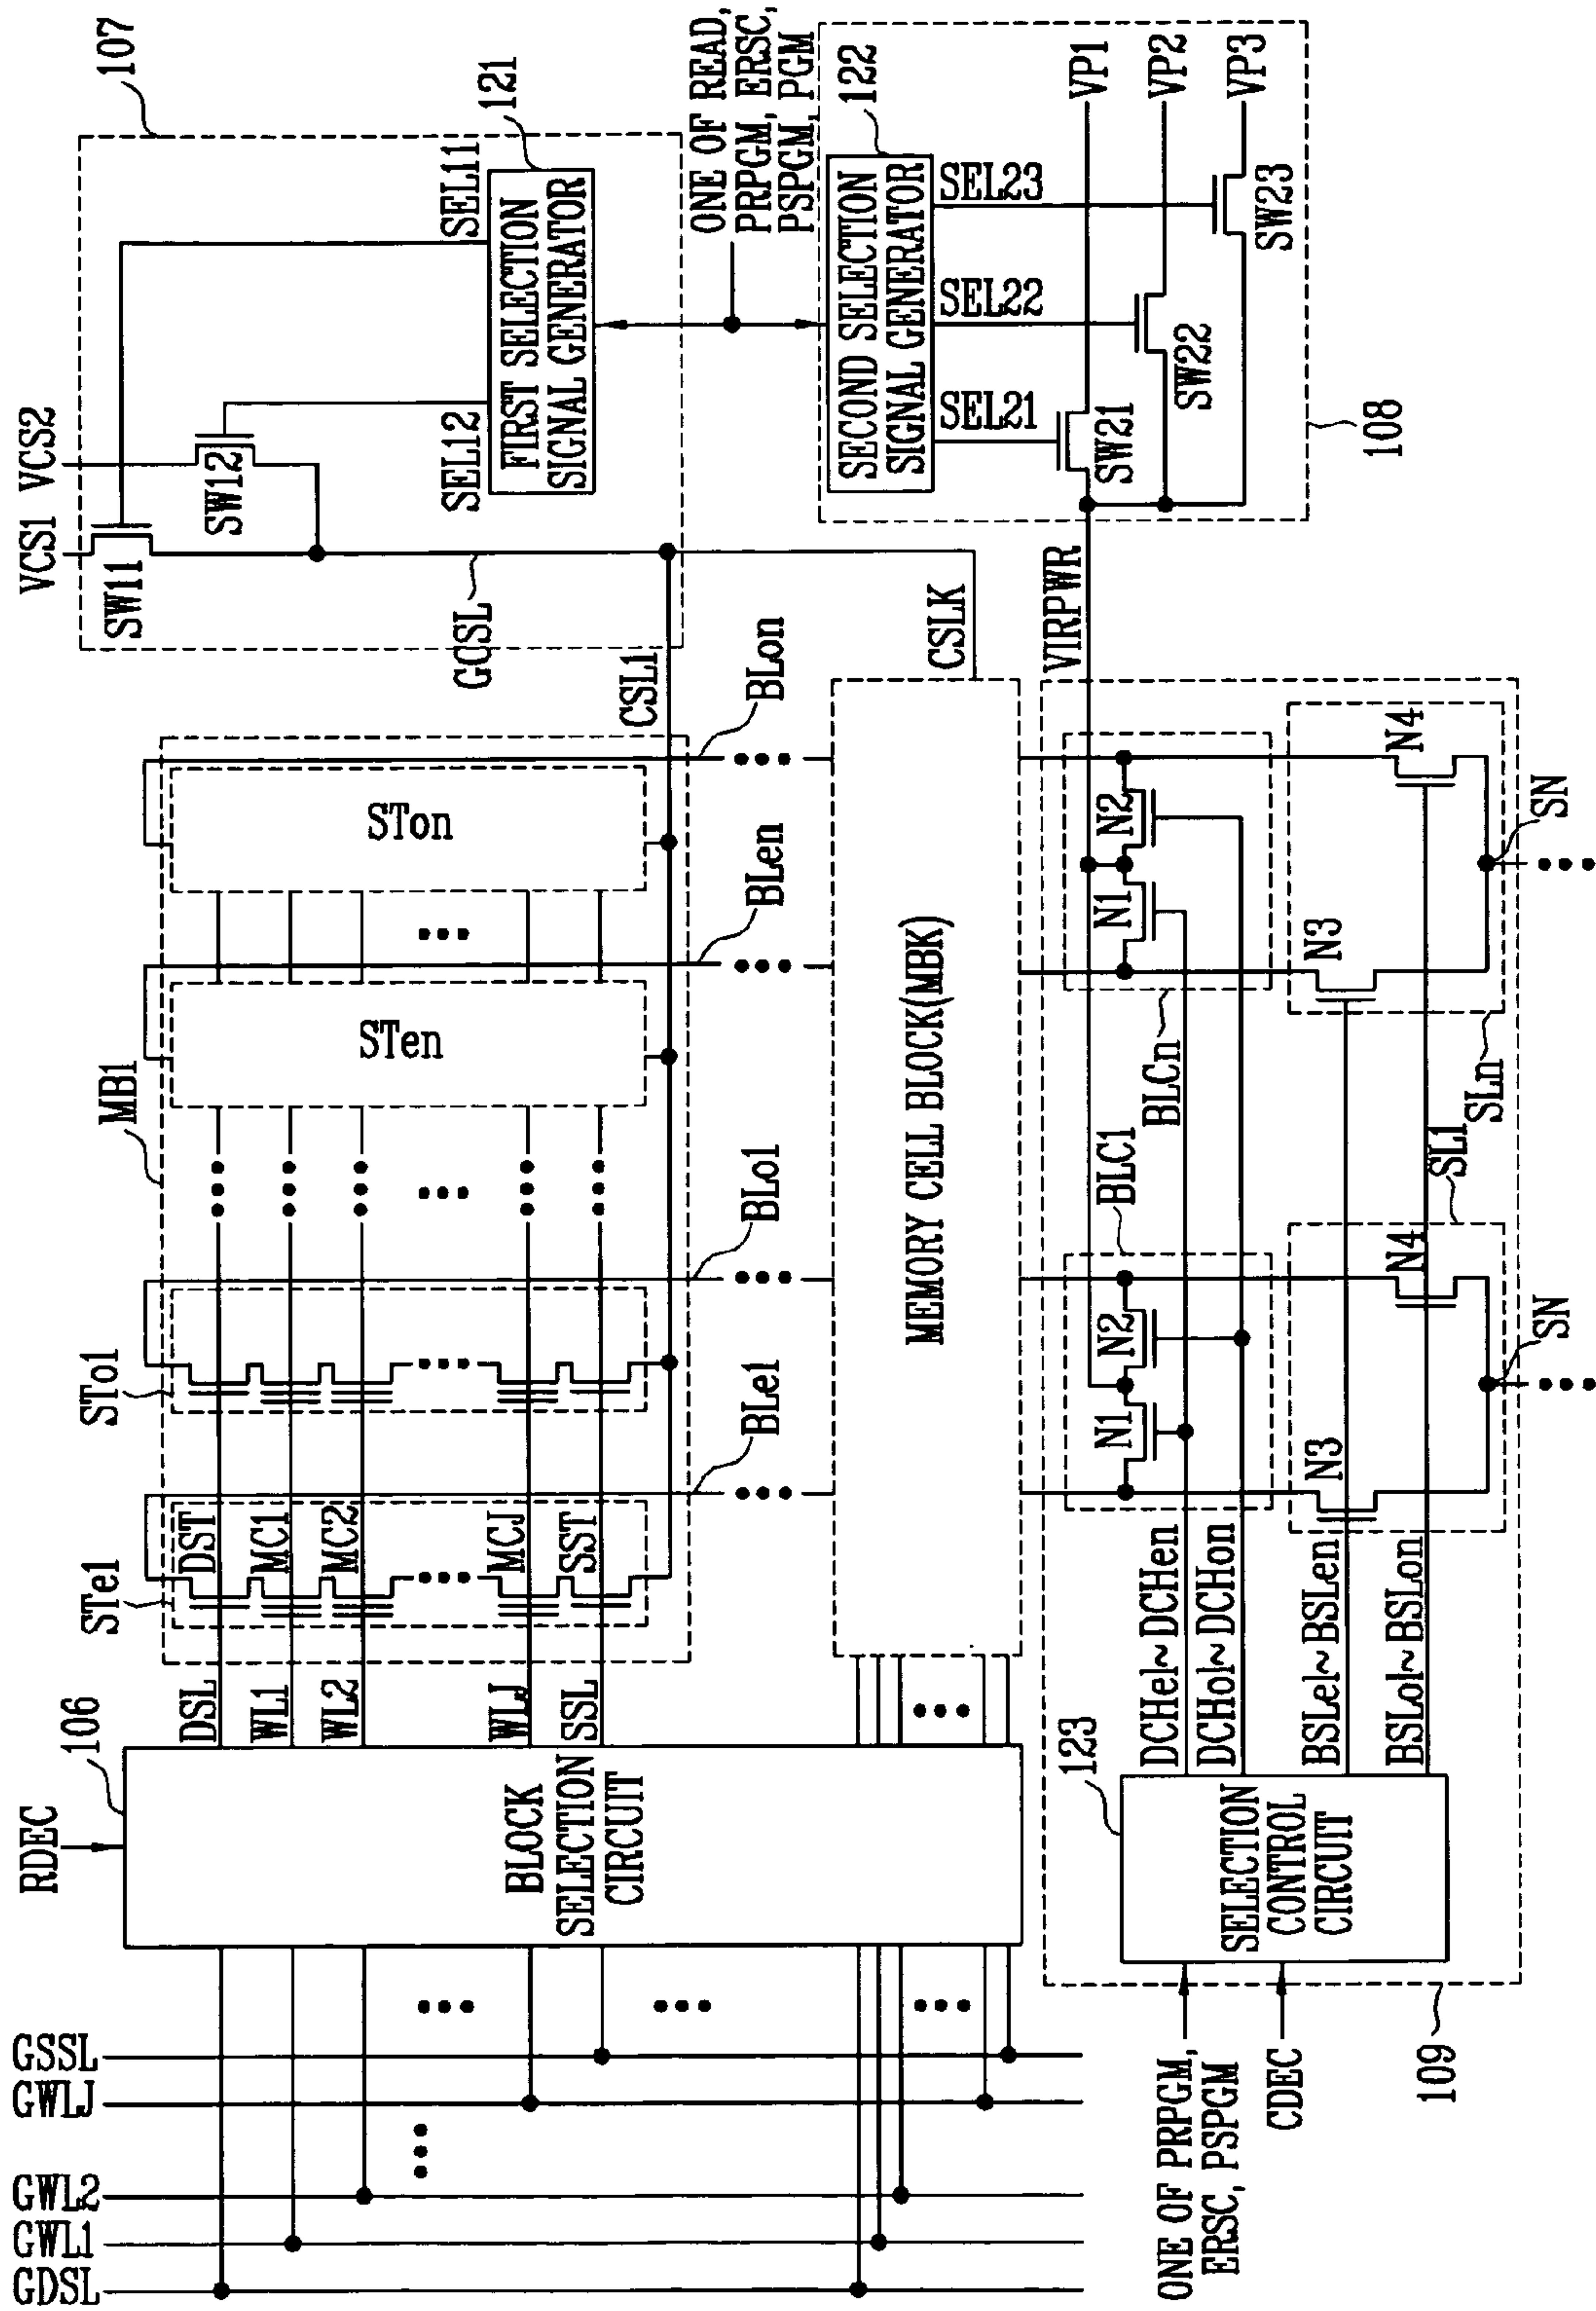 RDEC
106
VCS1
VCS2
107
SW11
SW12
SEL12
SEL11
121
FIRST SELECTION
SIGNAL GENERATOR
GCSL
CSL1
CSLK
ONE OF READ,
PRPGM, ERSC,
PSPGM, PGM
122
SECOND SELECTION
SIGNAL GENERATOR
SEL21
SEL22
SEL23
SW21
SW22
SW23
VP1
VP2
VP3
108
VIRPWR
MB1
STe1
STo1
STen
STon
DST
MC1
MC2
MCJ
SST
DSL
WL1
WL2
WLJ
SSL
BLe1
BLo1
BLen
BLon
BLOCK
SELECTION
CIRCUIT
GSSL
GWLJ
GWL2
GWL1
GDSL
MEMORY CELL BLOCK(MBK)
BLC1
BLCn
N1
N2
N1
N2
N3
N4
N3
N4
SL1
SLn
SN
SN
123
SELECTION
CONTROL
CIRCUIT
DCHe1~DCHen
DCHo1~DCHon
BSLe1~BSLen
BSLo1~BSLon
ONE OF PRPGM,
ERSC, PSPGM
CDEC
109